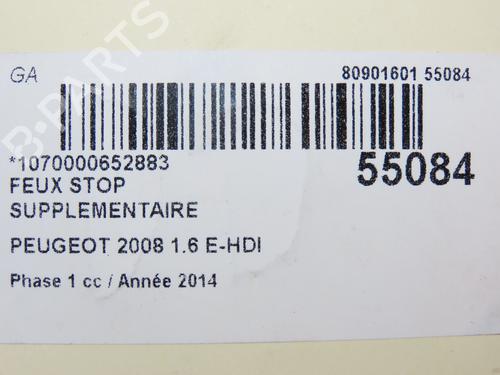 GA
80901601 55084
*1070000652883
55084
FEUX STOP
SUPPLEMENTAIRE
PEUGEOT 2008 1.6 E-HDI
Phase 1 cc / Année 2014
B-PARTS